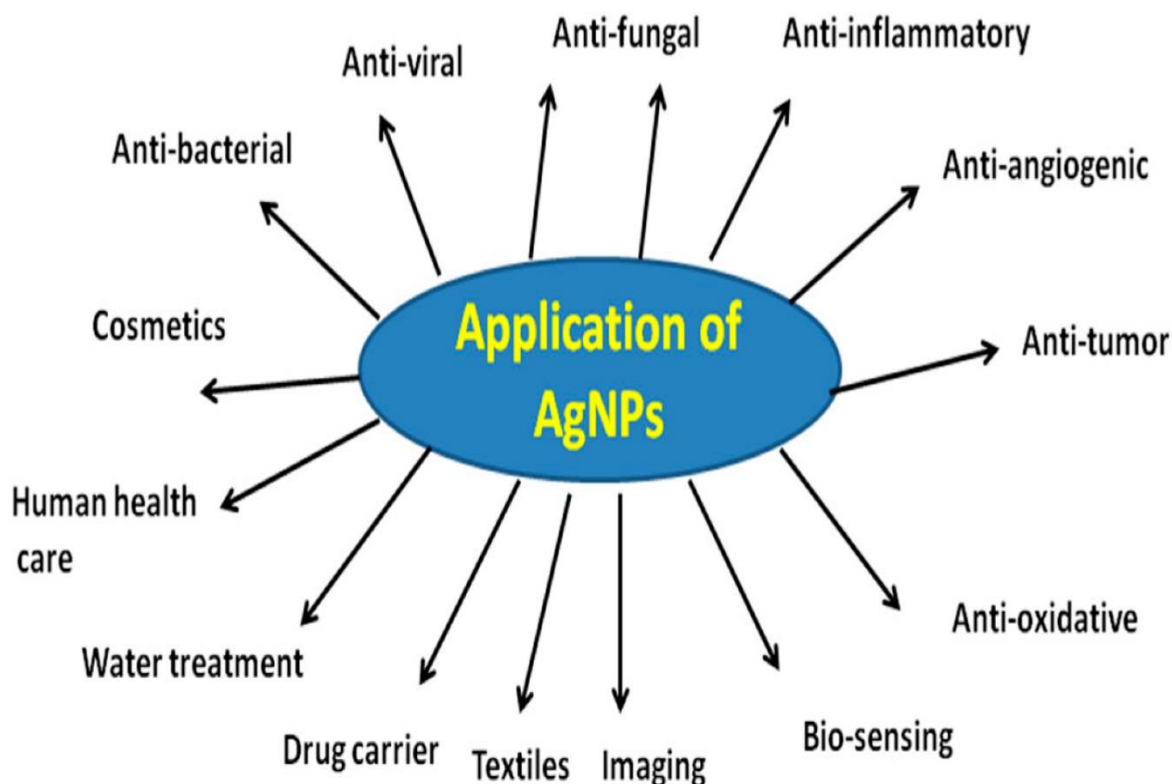 Anti-fungal
Anti-inflammatory
Anti-viral
Anti-bacterial
Anti-angiogenic
Application of
AgNPs
Cosmetics
Anti-tumor
Human health
care
Anti-oxidative
Water treatment
Drug carrier
Textiles
Imaging
Bio-sensing